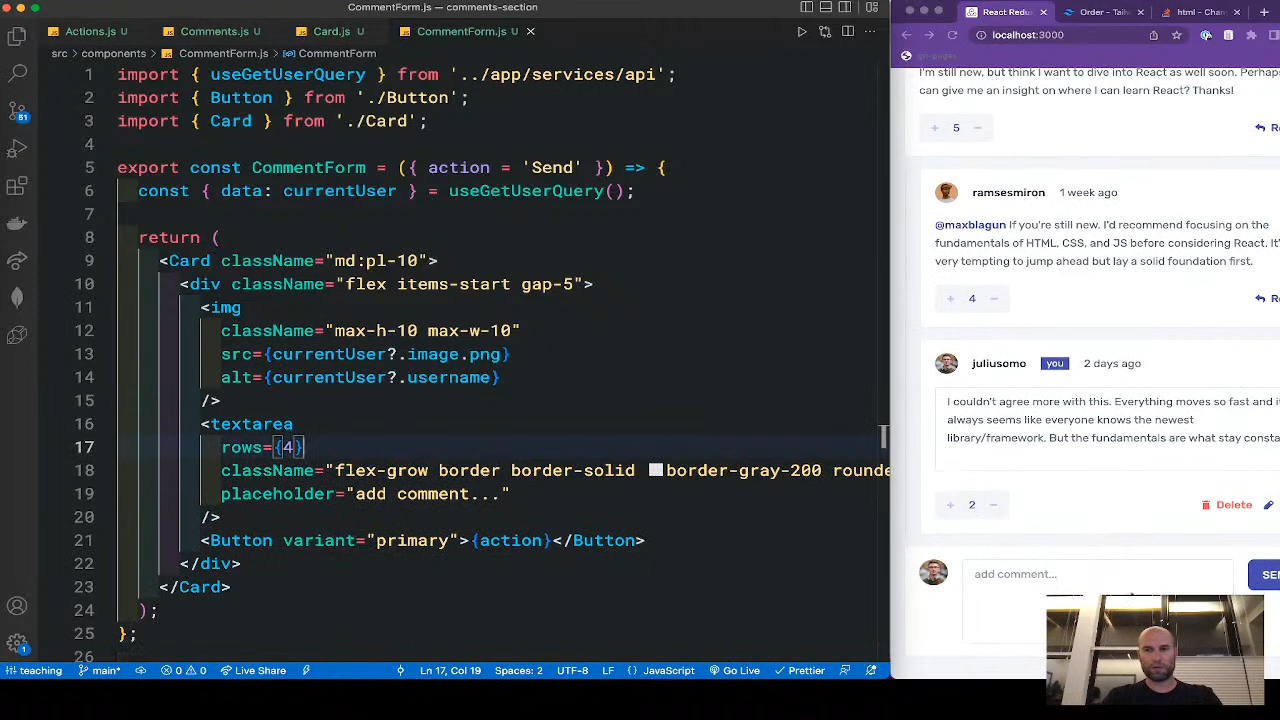 CommentForm.js — comments-section
Actions.js U
Comments.js U
Card.js U
CommentForm.js U
src > components > CommentForm.js > CommentForm
1 import { useGetUserQuery } from '../app/services/api';
2 import { Button } from './Button';
3 import { Card } from './Card';
4
5 export const CommentForm = ({ action = 'Send' }) => {
6 const { data: currentUser } = useGetUserQuery();
7
8 return (
9 <Card className="md:pl-10">
10 <div className="flex items-start gap-5">
11 <img
12 className="max-h-10 max-w-10"
13 src={currentUser?.image.png}
14 alt={currentUser?.username}
15 />
16 <textarea
17 rows={4}
18 className="flex-grow border border-solid border-gray-200 rounde
19 placeholder="add comment..."
20 />
21 <Button variant="primary">{action}</Button>
22 </div>
23 </Card>
24 );
25 };
26
51
1
teaching
main*
0 0
Live Share
Ln 17, Col 19
Spaces: 2
UTF-8
LF
{} JavaScript
Go Live
Prettier
React Redu
Order - Tailw
html - Chang
localhost:3000
gh-pages
I'm still new, but think I want to dive into React as well soon. Perhaps
can give me an insight on where I can learn React? Thanks!
+ 5 −
Re
ramsesmiron 1 week ago
@maxblagun If you're still new, I'd recommend focusing on the
fundamentals of HTML, CSS, and JS before considering React. It's
very tempting to jump ahead but lay a solid foundation first.
+ 4 −
Re
juliusomo you 2 days ago
I couldn't agree more with this. Everything moves so fast and it
always seems like everyone knows the newest
library/framework. But the fundamentals are what stay consta
+ 2 −
Delete
add comment...
SEN